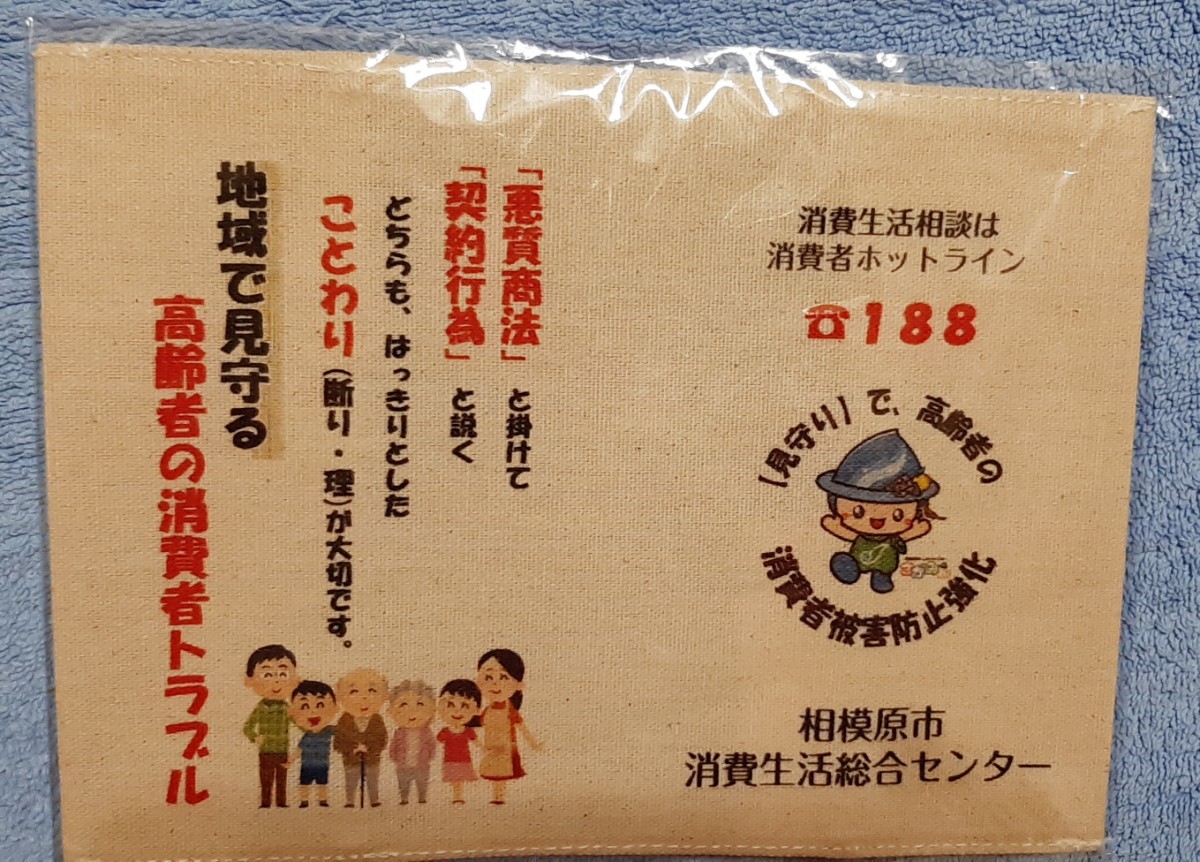 消費生活相談は
消費者ホットライン
☎188
「見守り」で、高齢者の
消費者被害防止強化
相模原市
消費生活総合センター
「悪質商法」と掛けて
「契約行為」と説く
どちらも、はっきりとした
ことわり(断り・理)が大切です。
地域で見守る
高齢者の消費者トラブル